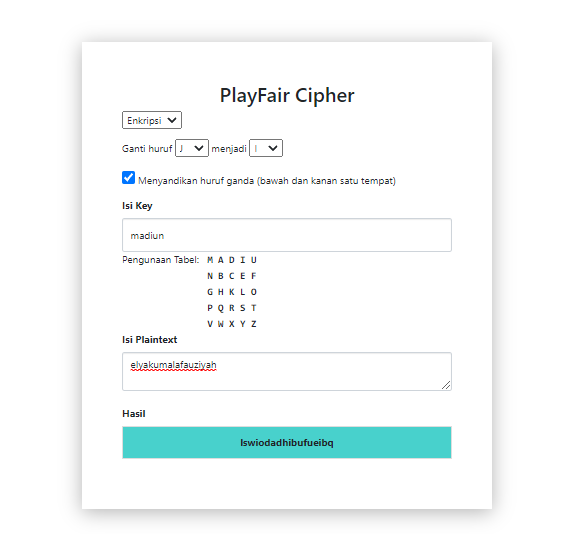 PlayFair Cipher
Enkripsi
Ganti huruf J menjadi I
Menyandikan huruf ganda (bawah dan kanan satu tempat)
Isi Key
madiun
Pengunaan Tabel: M A D I U
N B C E F
G H K L O
P Q R S T
V W X Y Z
Isi Plaintext
elyakumalafauziyah
Hasil
lswiodadhibufueibq